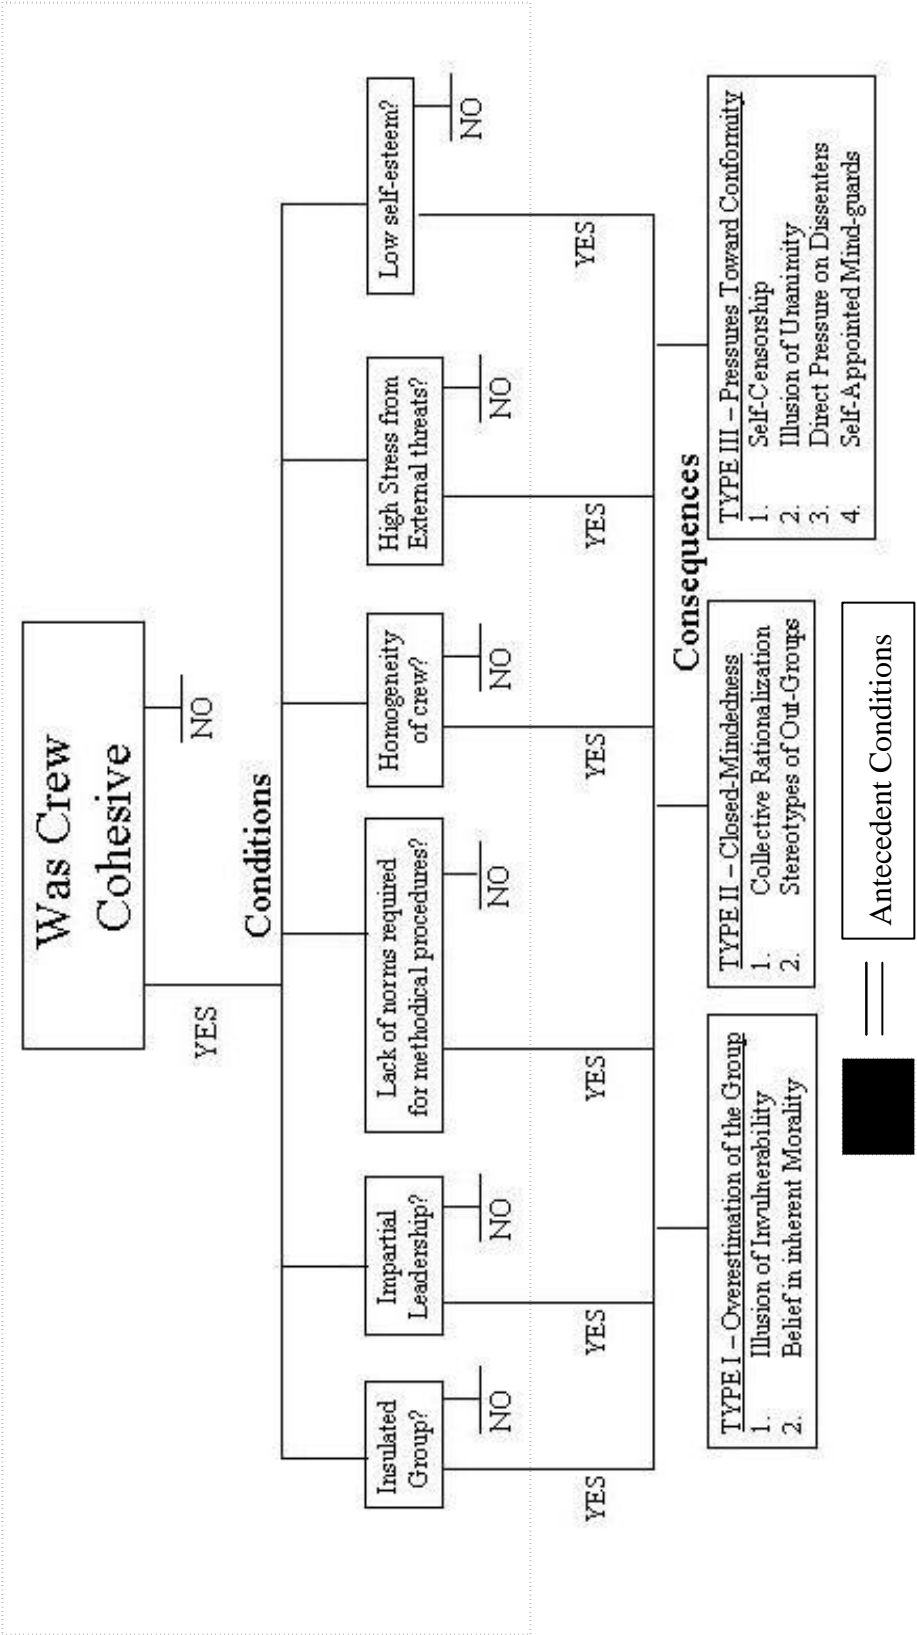 Was Crew
Cohesive
YES
NO
Conditions
Insulated
Group?
NO
YES
Impartial
Leadership?
NO
YES
Lack of norms required
for methodical procedures?
NO
YES
Homogeneity
of crew?
NO
YES
High Stress from
External threats?
NO
YES
Low self-esteem?
NO
YES
Consequences
TYPE I – Overestimation of the Group
1. Illusion of Invulnerability
2. Belief in inherent Morality
TYPE II – Closed-Mindedness
1. Collective Rationalization
2. Stereotypes of Out-Groups
TYPE III – Pressures Toward Conformity
1. Self-Censorship
2. Illusion of Unanimity
3. Direct Pressure on Dissenters
4. Self-Appointed Mind-guards
Antecedent Conditions